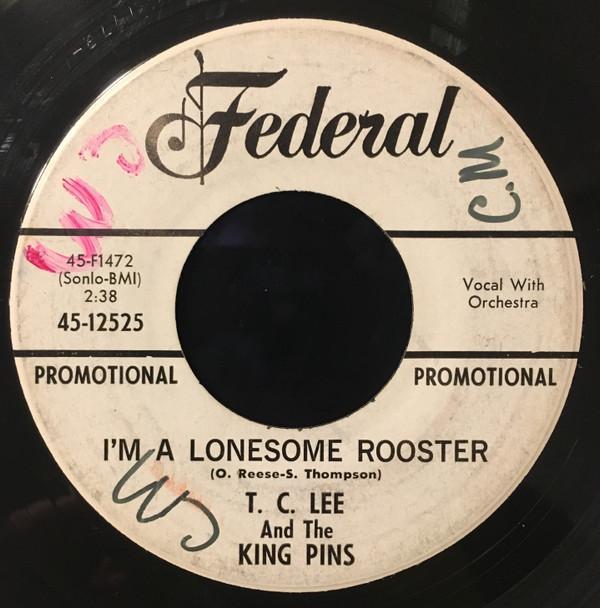 Federal
C.M
45-F1472
(Sonlo-BMI)
2:38
45-12525
Vocal With
Orchestra
PROMOTIONAL
PROMOTIONAL
I'M A LONESOME ROOSTER
(O. Reese-S. Thompson)
T. C. LEE
And The
KING PINS
CM